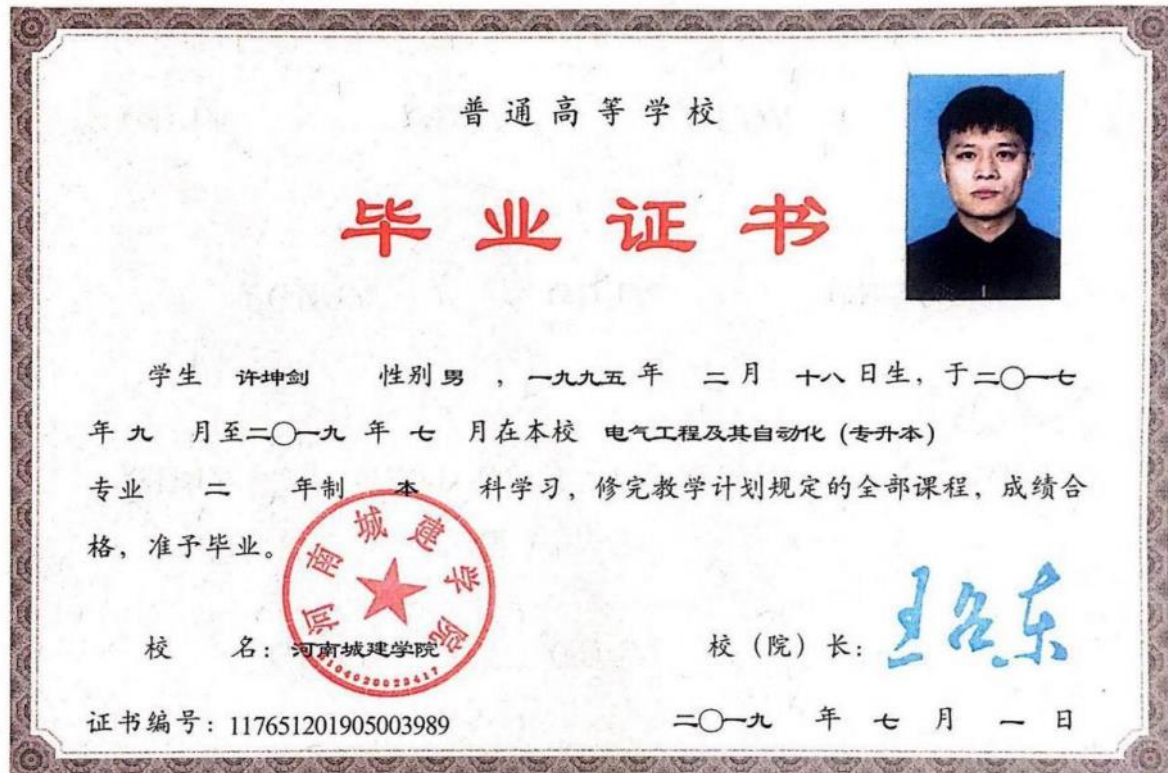 普通高等学校
毕业证书
学生 许坤剑 性别 男 ，一九九五 年 二 月 十八 日生，于二〇一七
年 九 月至二〇一九 年 七 月在本校 电气工程及其自动化（专升本）
专业 二 年制 本 科学习，修完教学计划规定的全部课程，成绩合
格，准予毕业。
河南城建学院
校 名：河南城建学院
校（院）长：
证书编号：117651201905003989
二〇一九 年 七 月 一 日